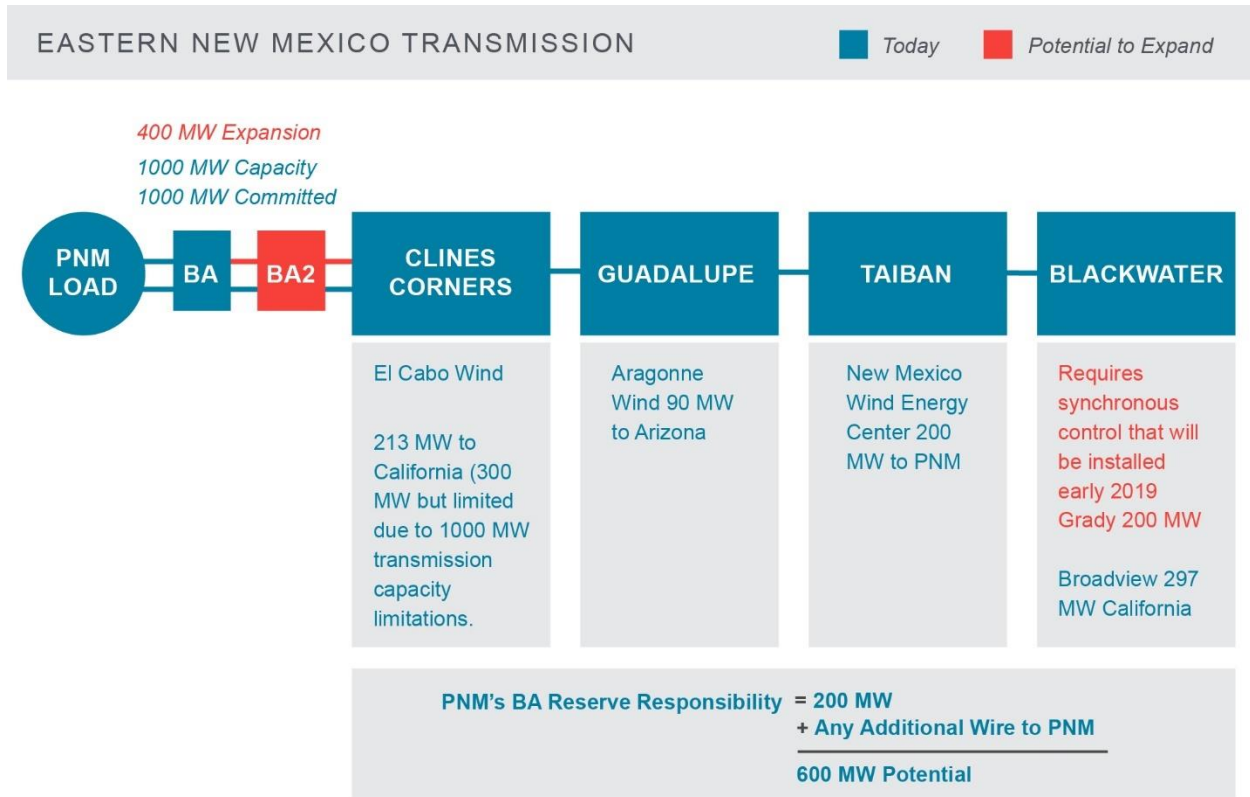 EASTERN NEW MEXICO TRANSMISSION
Today
Potential to Expand
400 MW Expansion
1000 MW Capacity
1000 MW Committed
PNM
LOAD
BA
BA2
CLINES
CORNERS
GUADALUPE
TAIBAN
BLACKWATER
El Cabo Wind
213 MW to
California (300
MW but limited
due to 1000 MW
transmission
capacity
limitations.
Aragonne
Wind 90 MW
to Arizona
New Mexico
Wind Energy
Center 200
MW to PNM
Requires
synchronous
control that will
be installed
early 2019
Grady 200 MW
Broadview 297
MW California
PNM's BA Reserve Responsibility = 200 MW
+ Any Additional Wire to PNM
600 MW Potential